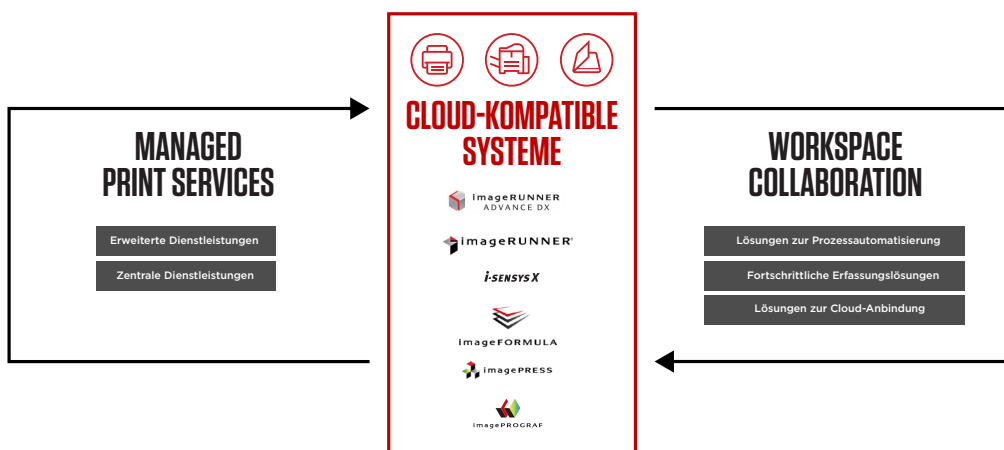 MANAGED
PRINT SERVICES
Erweiterte Dienstleistungen
Zentrale Dienstleistungen
CLOUD-KOMPATIBLE
SYSTEME
imageRUNNER
ADVANCE DX
imageRUNNER®
i-SENSYS X
imageFORMULA
imagePRESS
imagePROGRAF
WORKSPACE
COLLABORATION
Lösungen zur Prozessautomatisierung
Fortschrittliche Erfassungslösungen
Lösungen zur Cloud-Anbindung